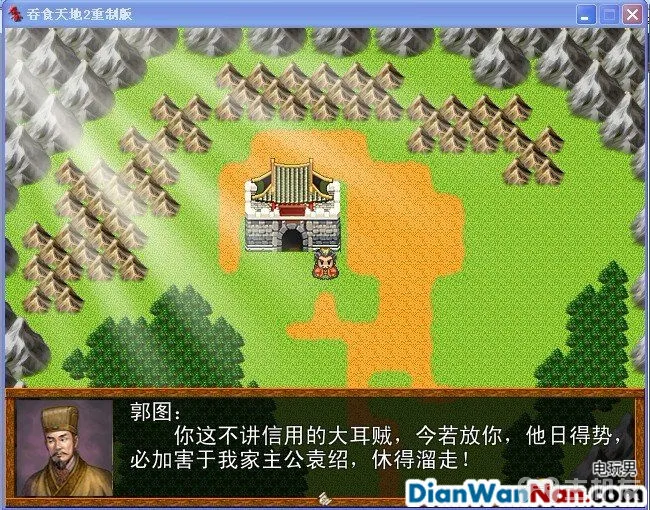 吞食天地2重制版
郭图:
你这不讲信用的大耳贼，今若放你，他日得势，
必加害于我家主公袁绍，休得溜走！
电玩男
DianWanNan.com